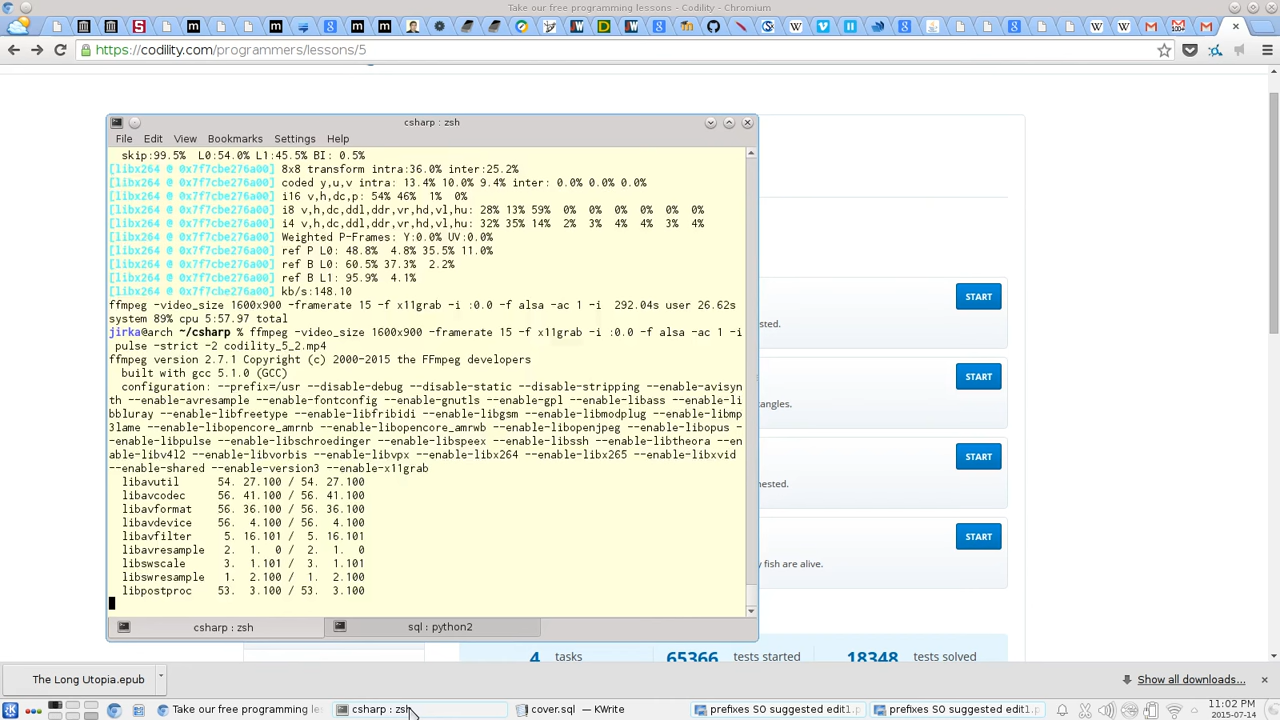 Take our free programming lessons - Codility - Chromium
https://codility.com/programmers/lessons/5
csharp : zsh
File Edit View Bookmarks Settings Help
skip:99.5% L0:54.0% L1:45.5% BI: 0.5%
[libx264 @ 0x7f7cbe276a00] 8x8 transform intra:36.0% inter:25.2%
[libx264 @ 0x7f7cbe276a00] coded y,u,v intra: 13.4% 10.0% 9.4% inter: 0.0% 0.0% 0.0%
[libx264 @ 0x7f7cbe276a00] i16 v,h,dc,p: 54% 46% 1% 0%
[libx264 @ 0x7f7cbe276a00] i8 v,h,dc,ddl,ddr,vr,hd,vl,hu: 28% 13% 59% 0% 0% 0% 0% 0% 0%
[libx264 @ 0x7f7cbe276a00] i4 v,h,dc,ddl,ddr,vr,hd,vl,hu: 32% 35% 14% 2% 3% 4% 4% 3% 4%
[libx264 @ 0x7f7cbe276a00] Weighted P-Frames: Y:0.0% UV:0.0%
[libx264 @ 0x7f7cbe276a00] ref P L0: 48.8% 4.8% 35.5% 11.0%
[libx264 @ 0x7f7cbe276a00] ref B L0: 60.5% 37.3% 2.2%
[libx264 @ 0x7f7cbe276a00] ref B L1: 95.9% 4.1%
[libx264 @ 0x7f7cbe276a00] kb/s:148.10
ffmpeg -video_size 1600x900 -framerate 15 -f x11grab -i :0.0 -f alsa -ac 1 -i 292.04s user 26.62s
system 89% cpu 5:57.97 total
jirka@arch ~/csharp % ffmpeg -video_size 1600x900 -framerate 15 -f x11grab -i :0.0 -f alsa -ac 1 -i
pulse -strict -2 codility_5_2.mp4
ffmpeg version 2.7.1 Copyright (c) 2000-2015 the FFmpeg developers
built with gcc 5.1.0 (GCC)
configuration: --prefix=/usr --disable-debug --disable-static --disable-stripping --enable-avisyn
th --enable-avresample --enable-fontconfig --enable-gnutls --enable-gpl --enable-libass --enable-li
bbluray --enable-libfreetype --enable-libfribidi --enable-libgsm --enable-libmodplug --enable-libmp
3lame --enable-libopencore_amrnb --enable-libopencore_amrwb --enable-libopenjpeg --enable-libopus -
-enable-libpulse --enable-libschroedinger --enable-libspeex --enable-libssh --enable-libtheora --en
able-libv4l2 --enable-libvorbis --enable-libvpx --enable-libx264 --enable-libx265 --enable-libxvid
--enable-shared --enable-version3 --enable-x11grab
libavutil 54. 27.100 / 54. 27.100
libavcodec 56. 41.100 / 56. 41.100
libavformat 56. 36.100 / 56. 36.100
libavdevice 56. 4.100 / 56. 4.100
libavfilter 5. 16.101 / 5. 16.101
libavresample 2. 1. 0 / 2. 1. 0
libswscale 3. 1.101 / 3. 1.101
libswresample 1. 2.100 / 1. 2.100
libpostproc 53. 3.100 / 53. 3.100
csharp : zsh
sql : python2
START
sted.
START
tangles.
START
ested.
START
y fish are alive.
4 tasks 65366 tests started 18348 tests solved
The Long Utopia.epub
Show all downloads...
Take our free programming les
csharp : zsh
cover.sql — KWrite
prefixes SO suggested edit1.p
prefixes SO suggested edit1.p
11:02 PM
2015-07-14